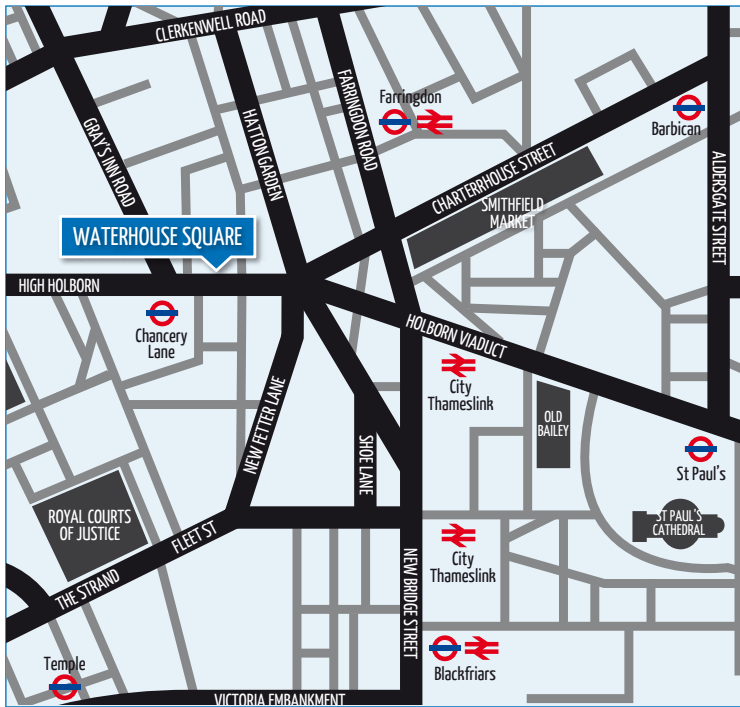 CLERKENWELL ROAD
GRAY'S INN ROAD
HATTON GARDEN
FARRINGDON ROAD
Farringdon
Barbican
CHARTERRHOUSE STREET
SMITHFIELD
MARKET
ALDERSGATE STREET
WATERHOUSE SQUARE
HIGH HOLBORN
Chancery
Lane
HOLBORN VIADUCT
City
Thameslink
OLD
BAILEY
NEW FETTER LANE
SHOE LANE
St Paul's
ST PAUL'S
CATHEDRAL
ROYAL COURTS
OF JUSTICE
FLEET ST
THE STRAND
City
Thameslink
NEW BRIDGE STREET
Temple
Blackfriars
VICTORIA EMBANKMENT